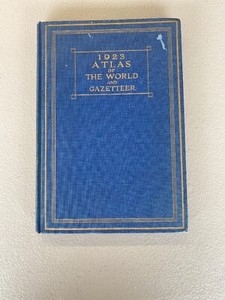 1923
ATLAS
OF
THE WORLD
AND
GAZETTEER